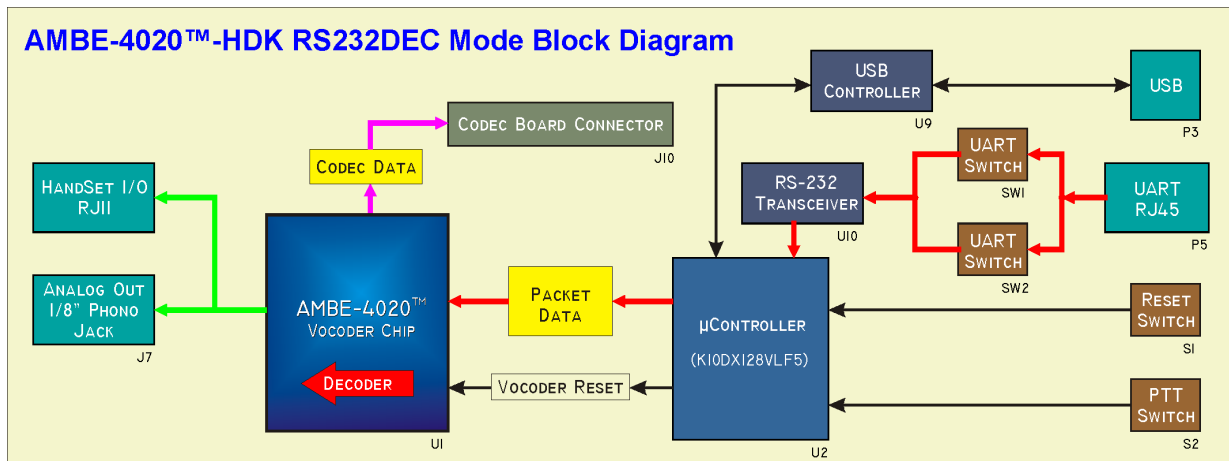 AMBE-4020™-HDK RS232DEC Mode Block Diagram
USB
Controller
U9
USB
P3
Codec Board Connector
J10
Codec Data
HandSet I/O
RJ11
UART
Switch
SW1
RS-232
Transceiver
U10
UART
RJ45
P5
UART
Switch
SW2
Analog Out
1/8" Phono
Jack
J7
AMBE-4020™
Vocoder Chip
Decoder
U1
Packet
Data
Vocoder Reset
µController
(K10DX128VLF5)
U2
Reset
Switch
S1
PTT
Switch
S2